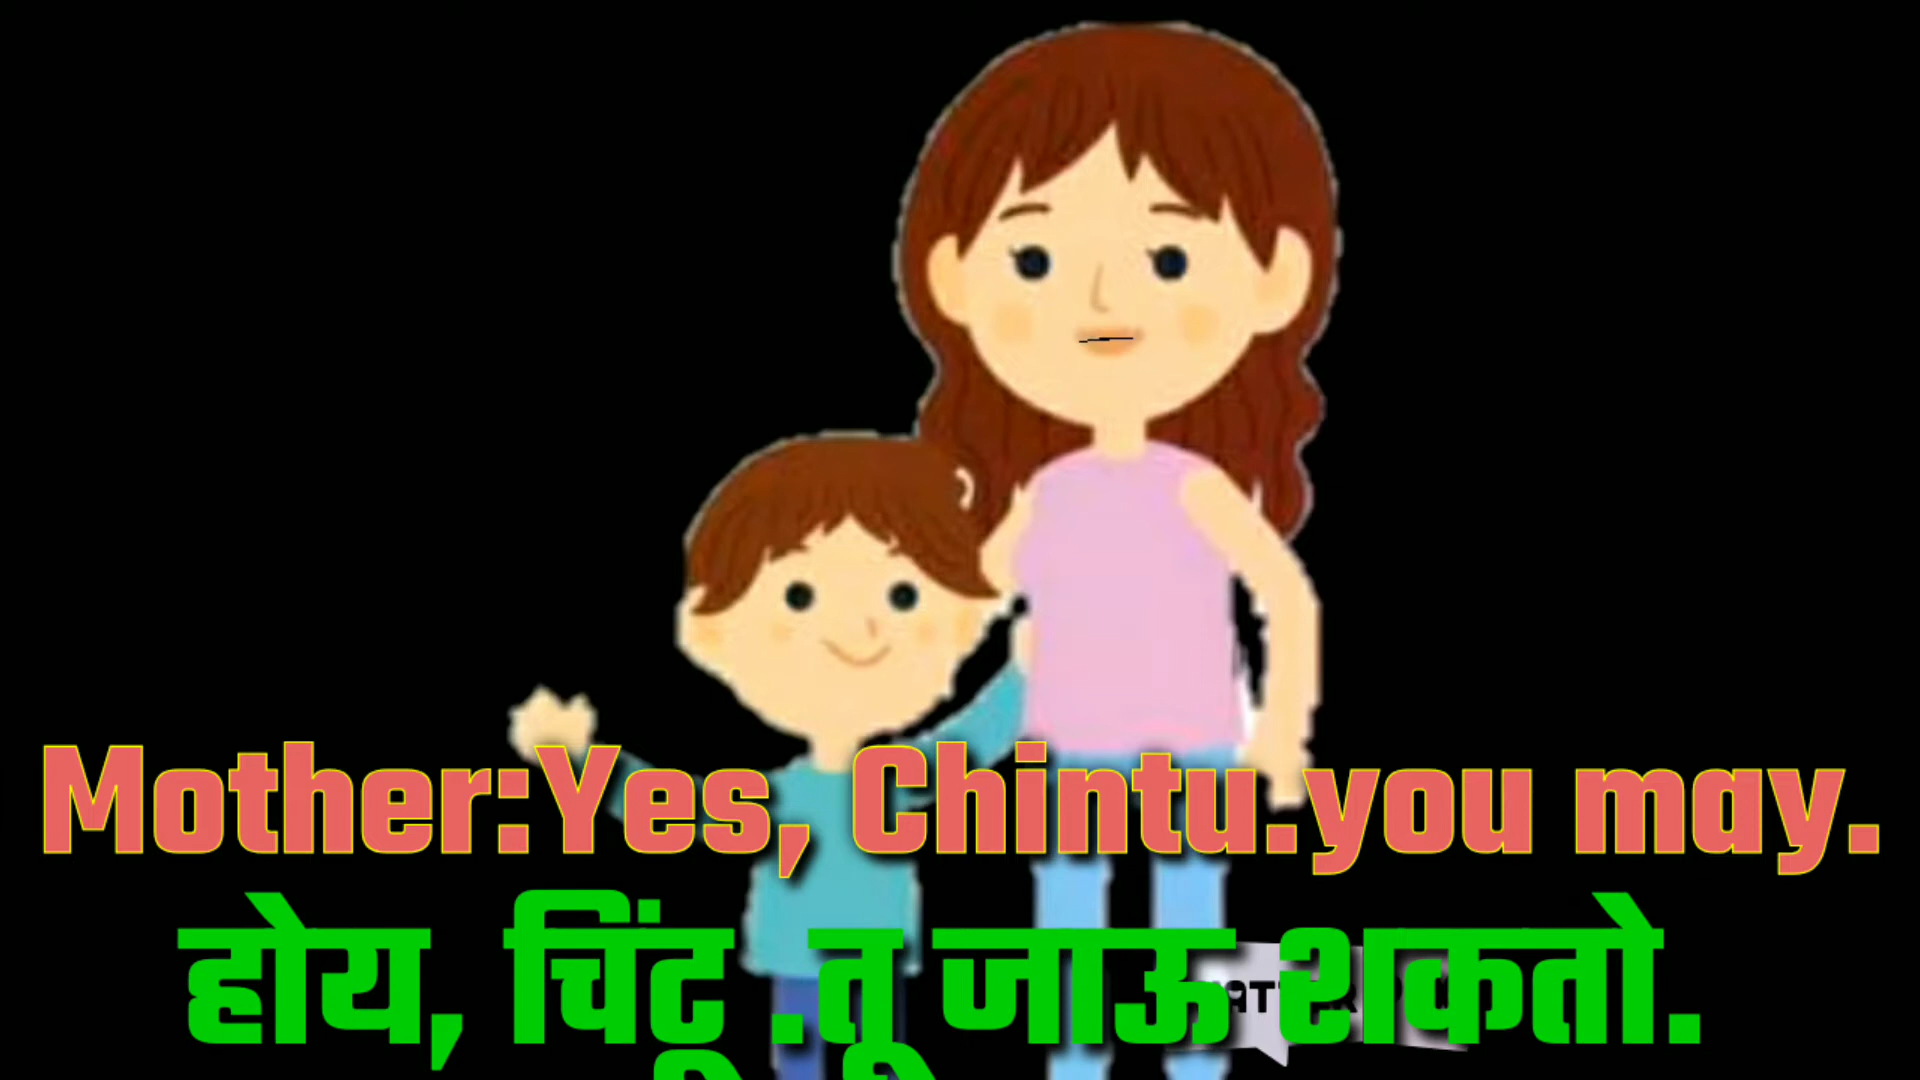 Mother:Yes, Chintu.you may.
होय, चिंटू .तू जाऊ शकतो.